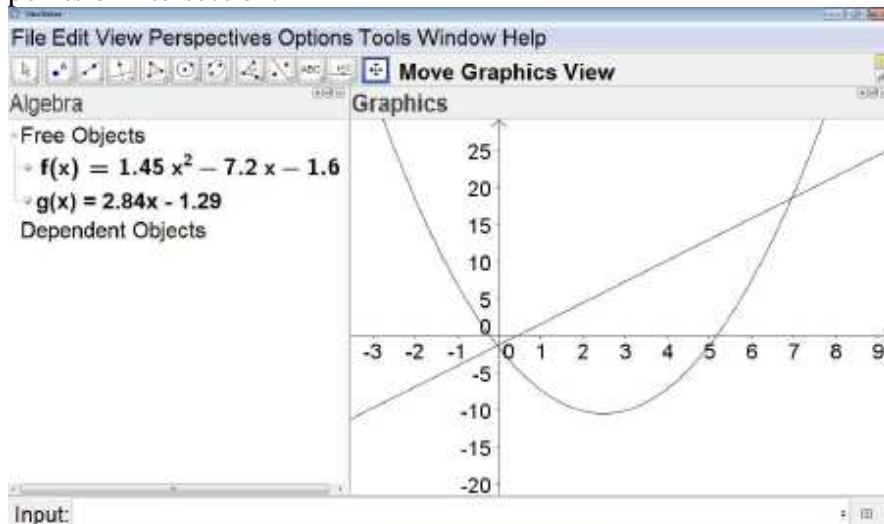 File Edit View Perspectives Options Tools Window Help
ABC
Move Graphics View
Algebra
Graphics
Free Objects
f(x) = 1.45 x² − 7.2 x − 1.6
g(x) = 2.84x - 1.29
Dependent Objects
25
20
15
10
5
0
-3 -2 -1 0 1 2 3 4 5 6 7 8 9
-5
-10
-15
-20
Input: